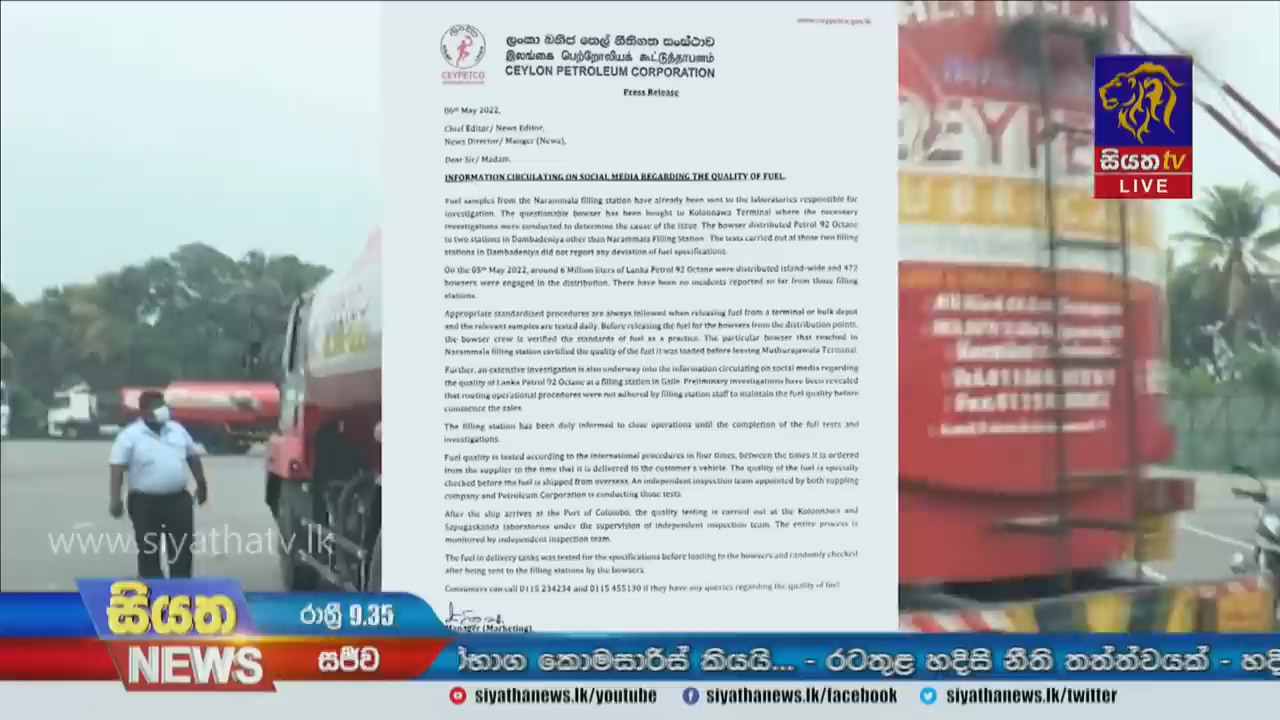 www.ceypetco.gov.lk
CEYPETCO
ලංකා ඛනිජ තෙල් නීතිගත සංස්ථාව
இலங்கை பெற்றோலியக் கூட்டுத்தாபனம்
CEYLON PETROLEUM CORPORATION
Press Release
06th May 2022,
Chief Editor/ News Editor,
News Director/ Manger (News),
Dear Sir/ Madam,
INFORMATION CIRCULATING ON SOCIAL MEDIA REGARDING THE QUALITY OF FUEL.
Fuel samples from the Narammala filling station have already been sent to the laboratories responsible for
investigation. The questionable bowser has been bought to Kolonnawa Terminal where the necessary
investigations were conducted to determine the cause of the issue. The bowser distributed Petrol 92 Octane
to two stations in Dambadeniya other than Narammala Filling Station. The tests carried out at those two filling
stations in Dambadeniya did not report any deviation of fuel specifications.
On the 05th May 2022, around 6 Million liters of Lanka Petrol 92 Octane were distributed island-wide and 472
bowsers were engaged in the distribution. There have been no incidents reported so far from those filling
stations.
Appropriate standardized procedures are always followed when releasing fuel from a terminal or bulk depot
and the relevant samples are tested daily. Before releasing the fuel for the bowsers from the distribution points,
the bowser crew is verified the standards of fuel as a practice. The particular bowser that reached in
Narammala filling station certified the quality of the fuel it was loaded before leaving Muthurajawala Terminal.
Further, an extensive investigation is also underway into the information circulating on social media regarding
the quality of Lanka Petrol 92 Octane at a filling station in Galle. Preliminary investigations have been revealed
that routing operational procedures were not adhered by filling station staff to maintain the fuel quality before
commence the sales.
The filling station has been duly informed to close operations until the completion of the full tests and
investigations.
Fuel quality is tested according to the international procedures in four times, between the times it is ordered
from the supplier to the time that it is delivered to the customer's vehicle. The quality of the fuel is specially
checked before the fuel is shipped from overseas. An independent inspection team appointed by both suppling
company and Petroleum Corporation is conducting those tests.
After the ship arrives at the Port of Colombo, the quality testing is carried out at the Kolonnawa and
Sapugaskanda laboratories under the supervision of independent inspection team. The entire process is
monitored by independent inspection team.
The fuel in delivery tanks was tested for the specifications before loading to the bowsers and randomly checked
after being sent to the filling stations by the bowsers.
Consumers can call 0115 234234 and 0115 455130 if they have any queries regarding the quality of fuel
Manager (Marketing)
සියත tv
LIVE
www.siyathatv.lk
සියත
NEWS
රාත්‍රී 9.35
සජීව
විභාග කොමසාරිස් කියයි... - රටතුළ හදිසි නීති තත්ත්වයක් - හදි
siyathanews.lk/youtube
siyathanews.lk/facebook
siyathanews.lk/twitter